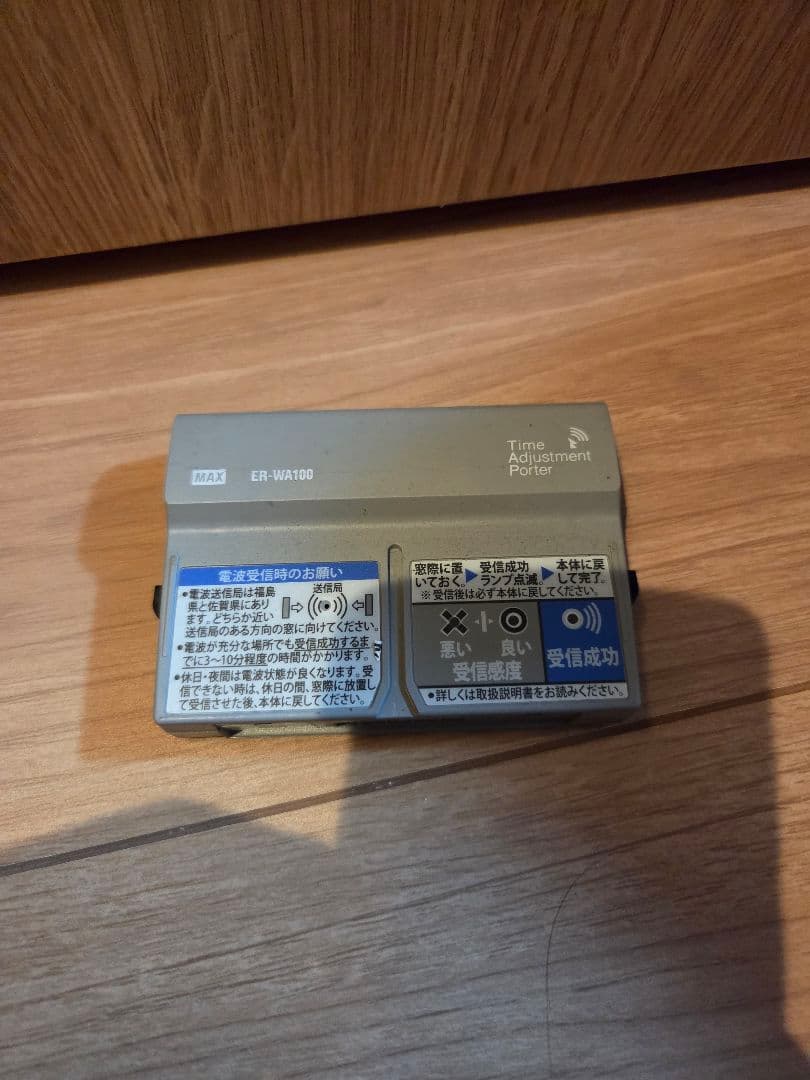 MAX ER-WA100
Time
Adjustment
Porter
電波受信時のお願い
•電波送信局は福島
県と佐賀県にあり
ます。どちらか近い
送信局のある方向の窓に向けてください。
送信局
•電波が充分な場所でも受信成功するま
でに3〜10分程度の時間がかかります。
•休日・夜間は電波状態が良くなります。受
信できない時は、休日の間、窓際に放置し
て受信させた後、本体に戻してください。
窓際に置いておく。▶受信成功ランプ点滅。▶本体に戻して完了。
※受信後は必ず本体に戻してください。
悪い 良い
受信感度
受信成功
•詳しくは取扱説明書をお読みください。